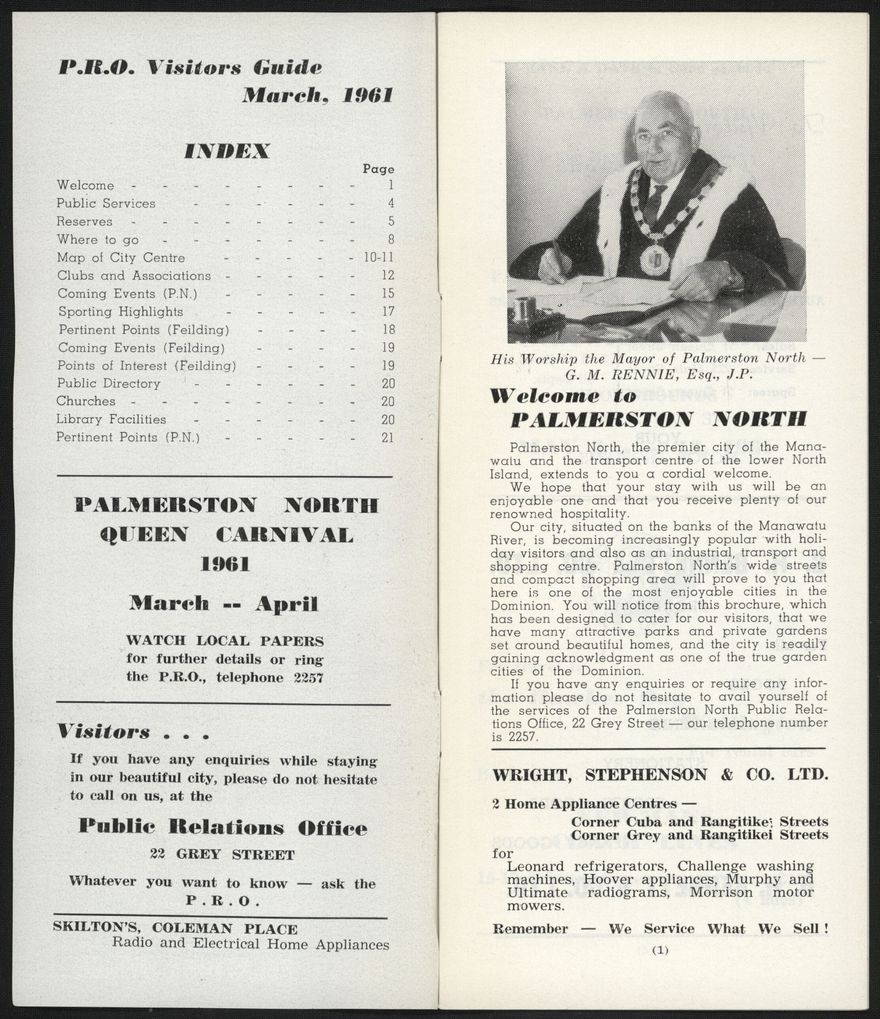 P.R.O. Visitors Guide
March, 1961
INDEX
Page
Welcome - - - - - - - - 1
Public Services - - - - - - 4
Reserves - - - - - - - - 5
Where to go - - - - - - - 8
Map of City Centre - - - - - 10-11
Clubs and Associations - - - - - 12
Coming Events (P.N.) - - - - - 15
Sporting Highlights - - - - - 17
Pertinent Points (Feilding) - - - - 18
Coming Events (Feilding) - - - - 19
Points of Interest (Feilding) - - - - 19
Public Directory - - - - - - 20
Churches - - - - - - - - 20
Library Facilities - - - - - - 20
Pertinent Points (P.N.) - - - - - 21
PALMERSTON NORTH
QUEEN CARNIVAL
1961
March -- April
WATCH LOCAL PAPERS
for further details or ring
the P.R.O., telephone 2257
Visitors . . .
If you have any enquiries while staying
in our beautiful city, please do not hesitate
to call on us, at the
Public Relations Office
22 GREY STREET
Whatever you want to know — ask the
P.R.O.
SKILTON'S, COLEMAN PLACE
Radio and Electrical Home Appliances
His Worship the Mayor of Palmerston North —
G. M. RENNIE, Esq., J.P.
Welcome to
PALMERSTON NORTH
Palmerston North, the premier city of the Mana-
watu and the transport centre of the lower North
Island, extends to you a cordial welcome.
We hope that your stay with us will be an
enjoyable one and that you receive plenty of our
renowned hospitality.
Our city, situated on the banks of the Manawatu
River, is becoming increasingly popular with holi-
day visitors and also as an industrial, transport and
shopping centre. Palmerston North's wide streets
and compact shopping area will prove to you that
here is one of the most enjoyable cities in the
Dominion. You will notice from this brochure, which
has been designed to cater for our visitors, that we
have many attractive parks and private gardens
set around beautiful homes, and the city is readily
gaining acknowledgment as one of the true garden
cities of the Dominion.
If you have any enquiries or require any infor-
mation please do not hesitate to avail yourself of
the services of the Palmerston North Public Rela-
tions Office, 22 Grey Street — our telephone number
is 2257.
WRIGHT, STEPHENSON & CO. LTD.
2 Home Appliance Centres —
Corner Cuba and Rangitikei Streets
Corner Grey and Rangitikei Streets
for
Leonard refrigerators, Challenge washing
machines, Hoover appliances, Murphy and
Ultimate radiograms, Morrison motor
mowers.
Remember — We Service What We Sell !
(1)